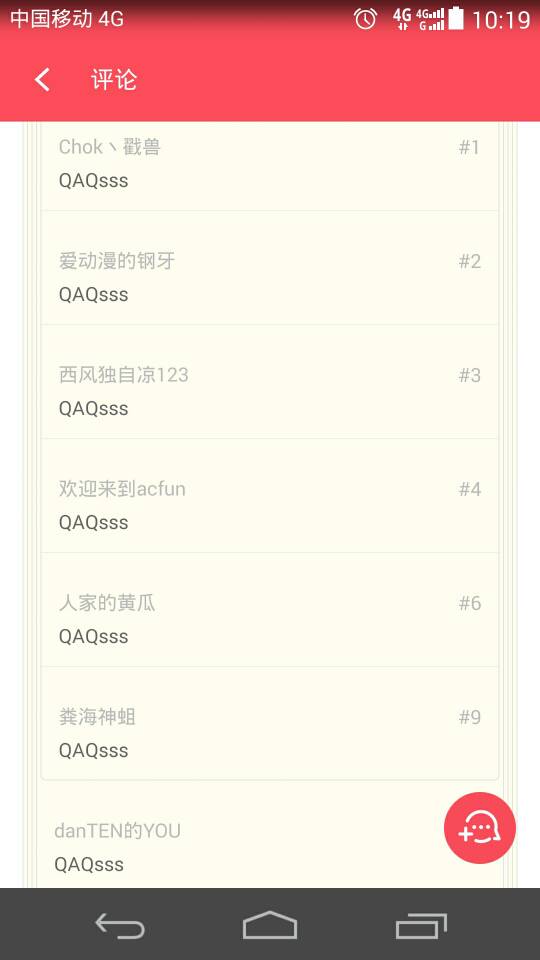 中国移动 4G
4G 4G G 10:19
评论
Chok丶戳兽 #1
QAQsss
爱动漫的钢牙 #2
QAQsss
西风独自凉123 #3
QAQsss
欢迎来到acfun #4
QAQsss
人家的黄瓜 #6
QAQsss
粪海神蛆 #9
QAQsss
danTEN的YOU
QAQsss